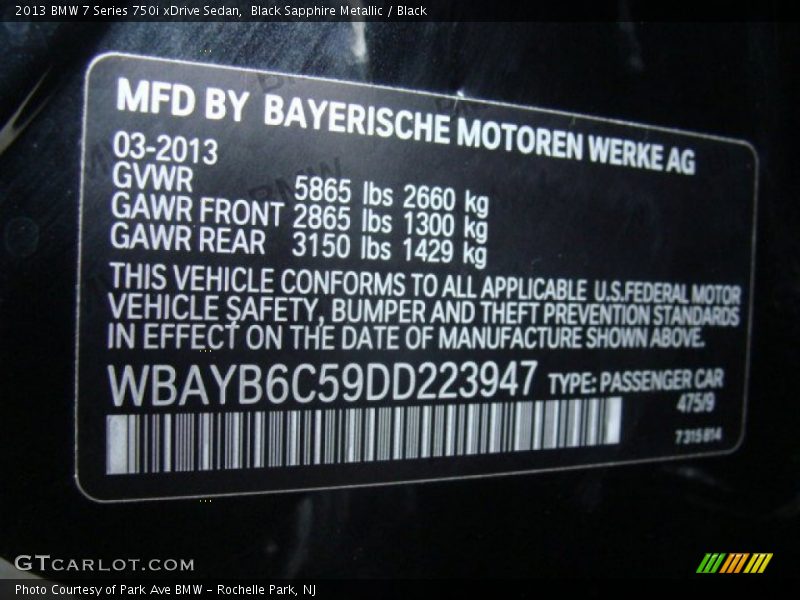 2013 BMW 7 Series 750i xDrive Sedan,  Black Sapphire Metallic / Black
MFD BY BAYERISCHE MOTOREN WERKE AG
03-2013
GVWR 5865 lbs 2660 kg
GAWR FRONT 2865 lbs 1300 kg
GAWR REAR 3150 lbs 1429 kg
THIS VEHICLE CONFORMS TO ALL APPLICABLE U.S.FEDERAL MOTOR
VEHICLE SAFETY, BUMPER AND THEFT PREVENTION STANDARDS
IN EFFECT ON THE DATE OF MANUFACTURE SHOWN ABOVE.
WBAYB6C59DD223947 TYPE: PASSENGER CAR
475/9
7 315 814
GTCARLOT.COM
Photo Courtesy of Park Ave BMW - Rochelle Park, NJ